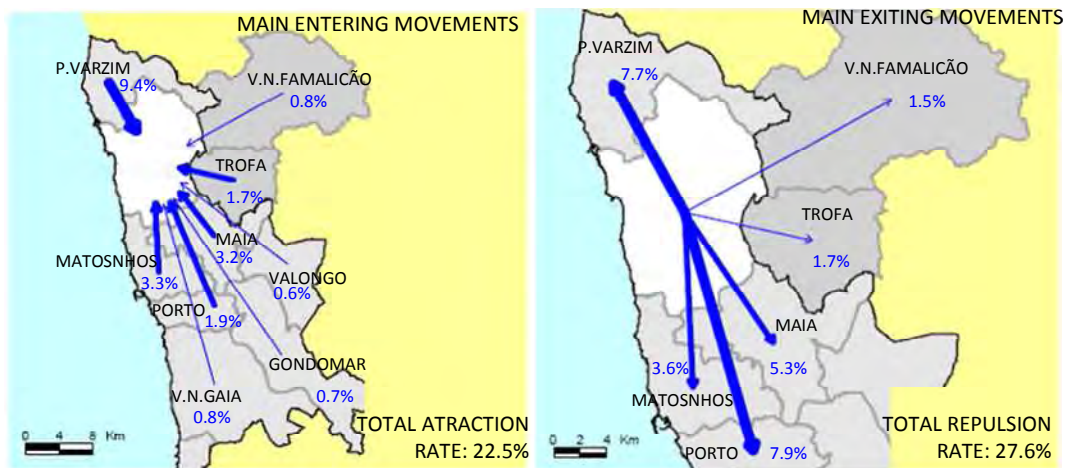 MAIN ENTERING MOVEMENTS
P.VARZIM
9.4%
V.N.FAMALICÃO
0.8%
TROFA
1.7%
MAIA
3.2%
MATOSNHOS
3.3%
VALONGO
0.6%
PORTO
1.9%
GONDOMAR
0.7%
V.N.GAIA
0.8%
TOTAL ATRACTION
RATE: 22.5%
0 4 8 Km
MAIN EXITING MOVEMENTS
P.VARZIM
7.7%
V.N.FAMALICÃO
1.5%
TROFA
1.7%
MAIA
5.3%
3.6%
MATOSNHOS
PORTO
7.9%
TOTAL REPULSION
RATE: 27.6%
0 2 4 Km